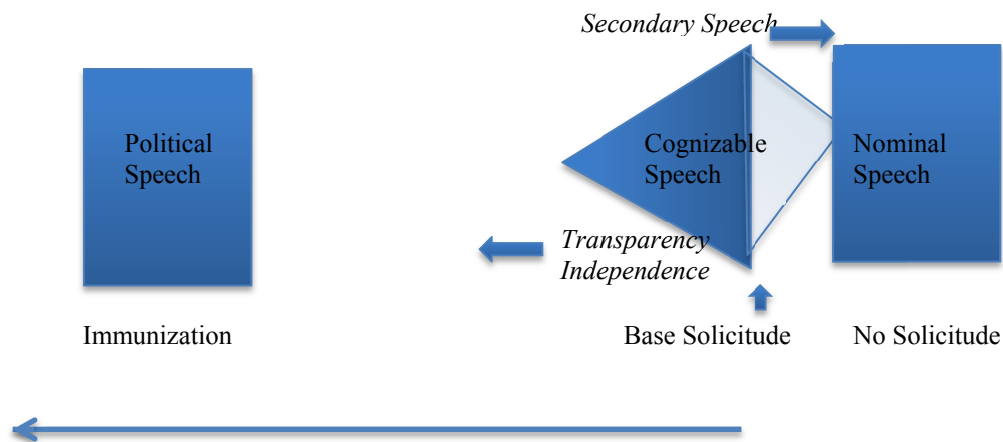 Secondary Speech
Political
Speech
Cognizable
Speech
Nominal
Speech
Transparency
Independence
Immunization
Base Solicitude
No Solicitude